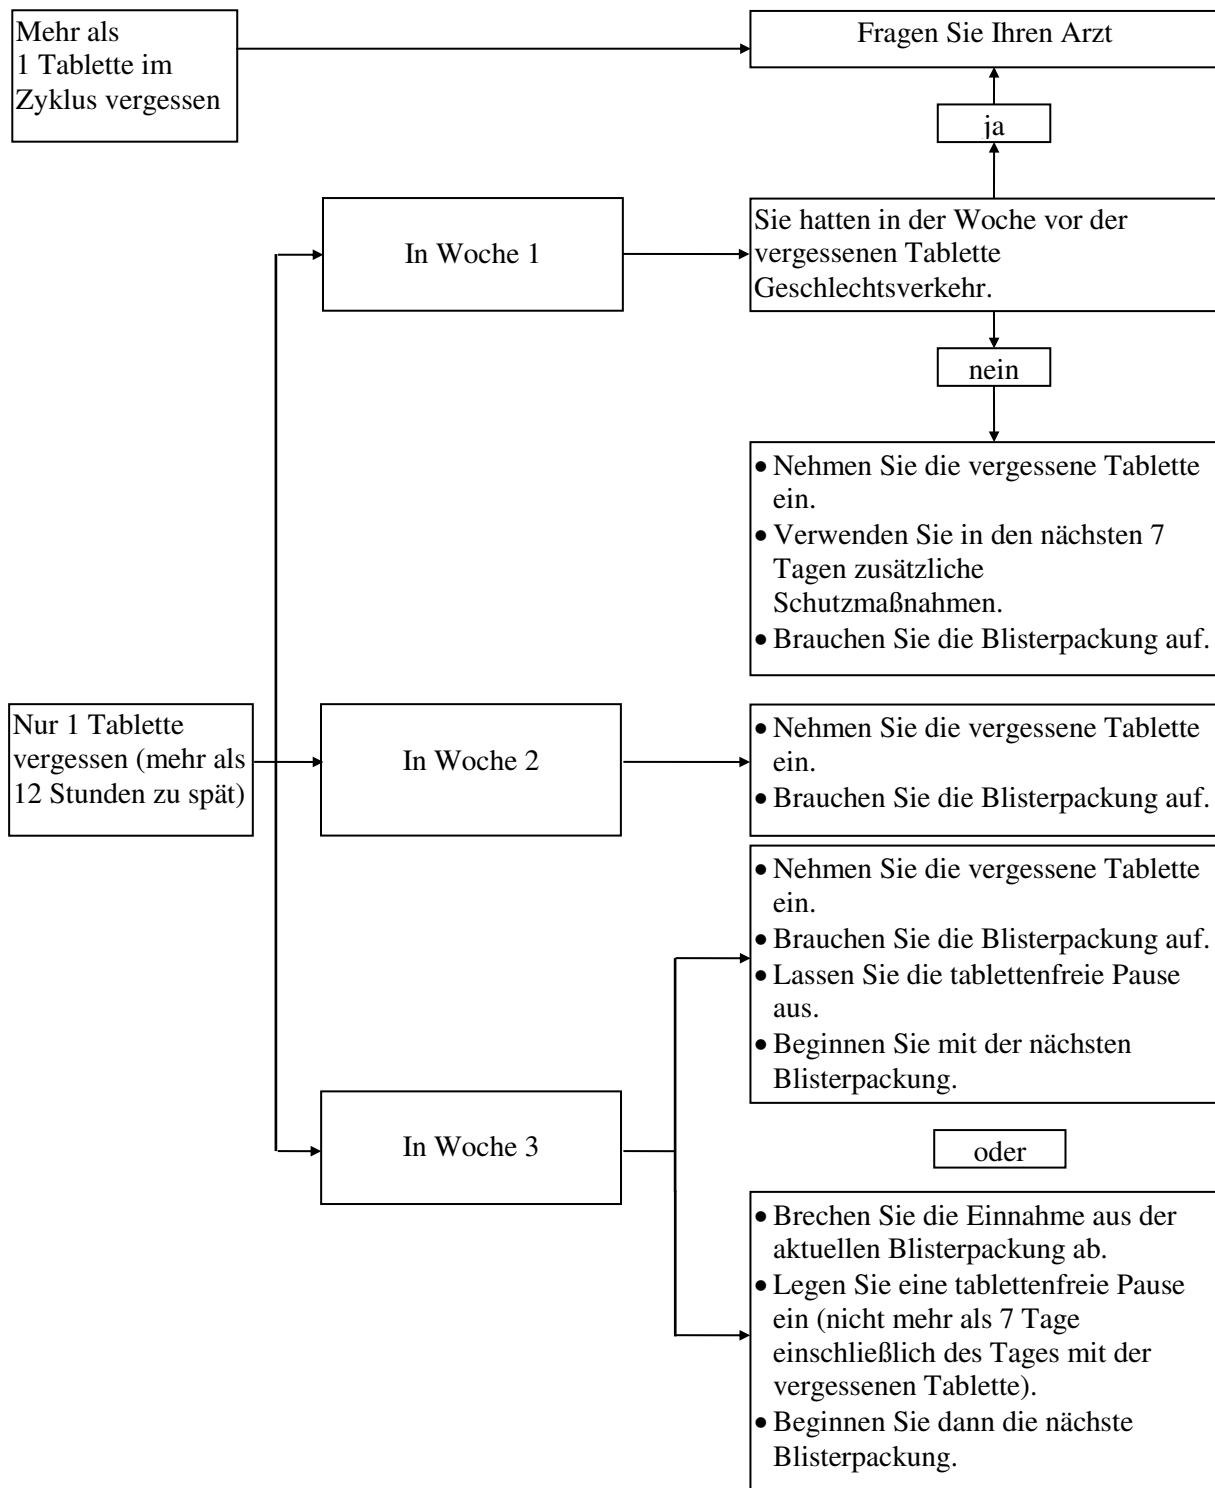 Mehr als
1 Tablette im
Zyklus vergessen
Fragen Sie Ihren Arzt
ja
In Woche 1
Sie hatten in der Woche vor der
vergessenen Tablette
Geschlechtsverkehr.
nein
• Nehmen Sie die vergessene Tablette
ein.
• Verwenden Sie in den nächsten 7
Tagen zusätzliche
Schutzmaßnahmen.
• Brauchen Sie die Blisterpackung auf.
Nur 1 Tablette
vergessen (mehr als
12 Stunden zu spät)
In Woche 2
• Nehmen Sie die vergessene Tablette
ein.
• Brauchen Sie die Blisterpackung auf.
In Woche 3
• Nehmen Sie die vergessene Tablette
ein.
• Brauchen Sie die Blisterpackung auf.
• Lassen Sie die tablettenfreie Pause
aus.
• Beginnen Sie mit der nächsten
Blisterpackung.
oder
• Brechen Sie die Einnahme aus der
aktuellen Blisterpackung ab.
• Legen Sie eine tablettenfreie Pause
ein (nicht mehr als 7 Tage
einschließlich des Tages mit der
vergessenen Tablette).
• Beginnen Sie dann die nächste
Blisterpackung.